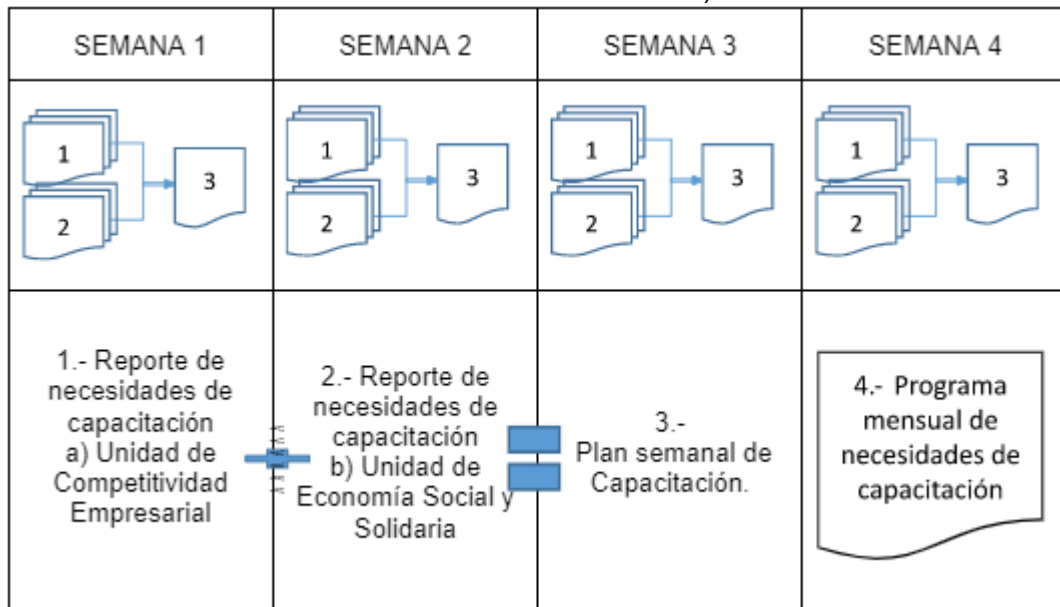 SEMANA 1
SEMANA 2
SEMANA 3
SEMANA 4
1
2
3
1
2
3
1
2
3
1
2
3
1.- Reporte de
necesidades de
capacitación
a) Unidad de
Competitividad
Empresarial
2.- Reporte de
necesidades de
capacitación
b) Unidad de
Economía Social y
Solidaria
3.-
Plan semanal de
Capacitación.
4.- Programa
mensual de
necesidades de
capacitación